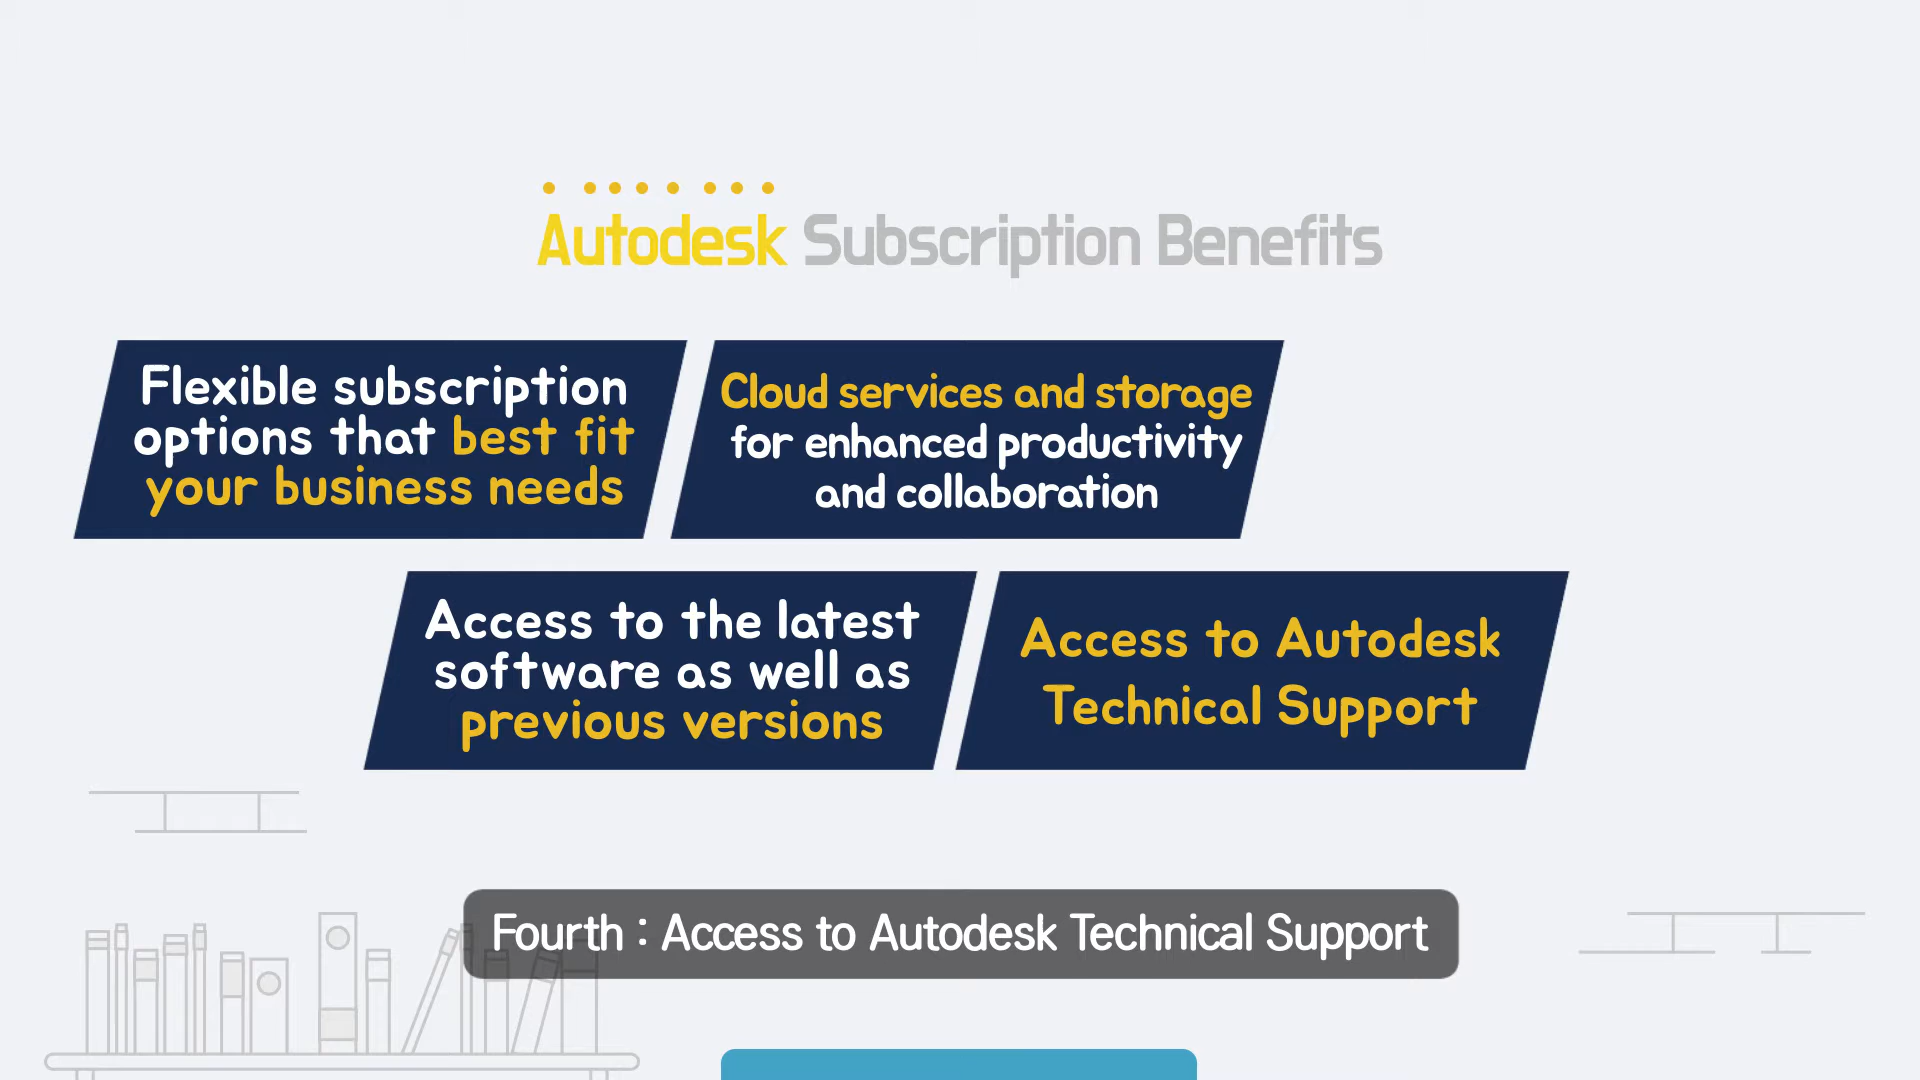 Autodesk Subscription Benefits
Flexible subscription
options that best fit
your business needs
Cloud services and storage
for enhanced productivity
and collaboration
Access to the latest
software as well as
previous versions
Access to Autodesk
Technical Support
Fourth : Access to Autodesk Technical Support